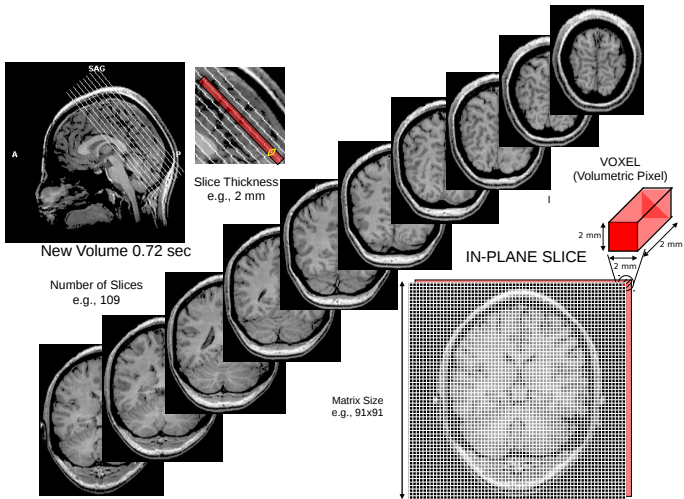 SAG
A
P
Slice Thickness
e.g., 2 mm
New Volume 0.72 sec
Number of Slices
e.g., 109
VOXEL
(Volumetric Pixel)
2 mm
2 mm
2 mm
IN-PLANE SLICE
Matrix Size
e.g., 91x91